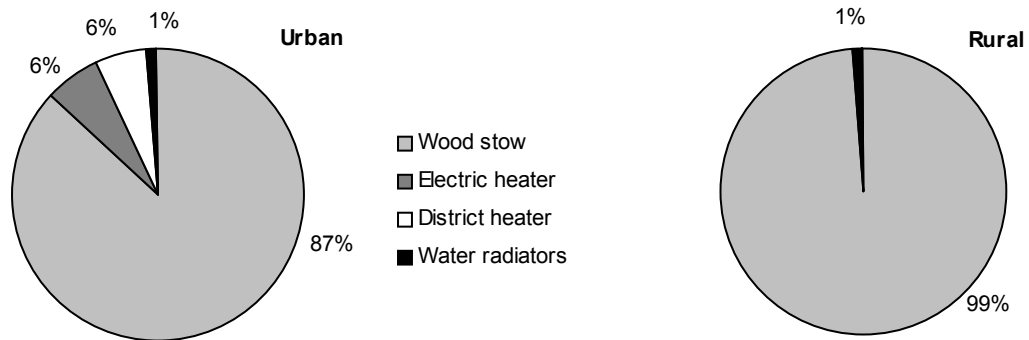 Urban
6%
6%
1%
87%
Wood stow
Electric heater
District heater
Water radiators
Rural
1%
99%